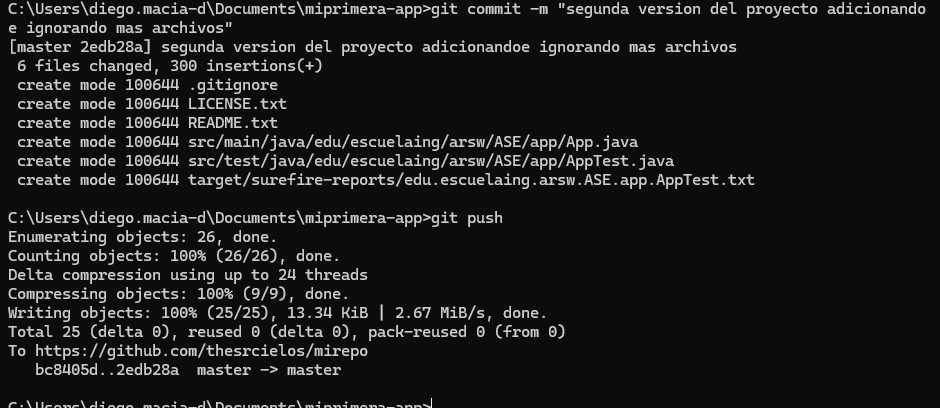 C:\Users\diego.macia-d\Documents\miprimera-app>git commit -m "segunda version del proyecto adicionando
e ignorando mas archivos"
[master 2edb28a] segunda version del proyecto adicionandoe ignorando mas archivos
 6 files changed, 300 insertions(+)
 create mode 100644 .gitignore
 create mode 100644 LICENSE.txt
 create mode 100644 README.txt
 create mode 100644 src/main/java/edu/escuelaing/arsw/ASE/app/App.java
 create mode 100644 src/test/java/edu/escuelaing/arsw/ASE/app/AppTest.java
 create mode 100644 target/surefire-reports/edu.escuelaing.arsw.ASE.app.AppTest.txt

C:\Users\diego.macia-d\Documents\miprimera-app>git push
Enumerating objects: 26, done.
Counting objects: 100% (26/26), done.
Delta compression using up to 24 threads
Compressing objects: 100% (9/9), done.
Writing objects: 100% (25/25), 13.34 KiB | 2.67 MiB/s, done.
Total 25 (delta 0), reused 0 (delta 0), pack-reused 0 (from 0)
To https://github.com/thesrcielos/mirepo
   bc8405d..2edb28a  master -> master

C:\Users\diego.macia-d\Documents\miprimera-app>